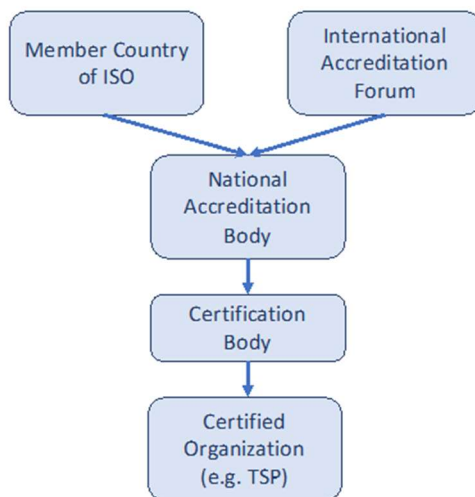 Member Country
of ISO
International
Accreditation
Forum
National
Accreditation
Body
Certification
Body
Certified
Organization
(e.g. TSP)